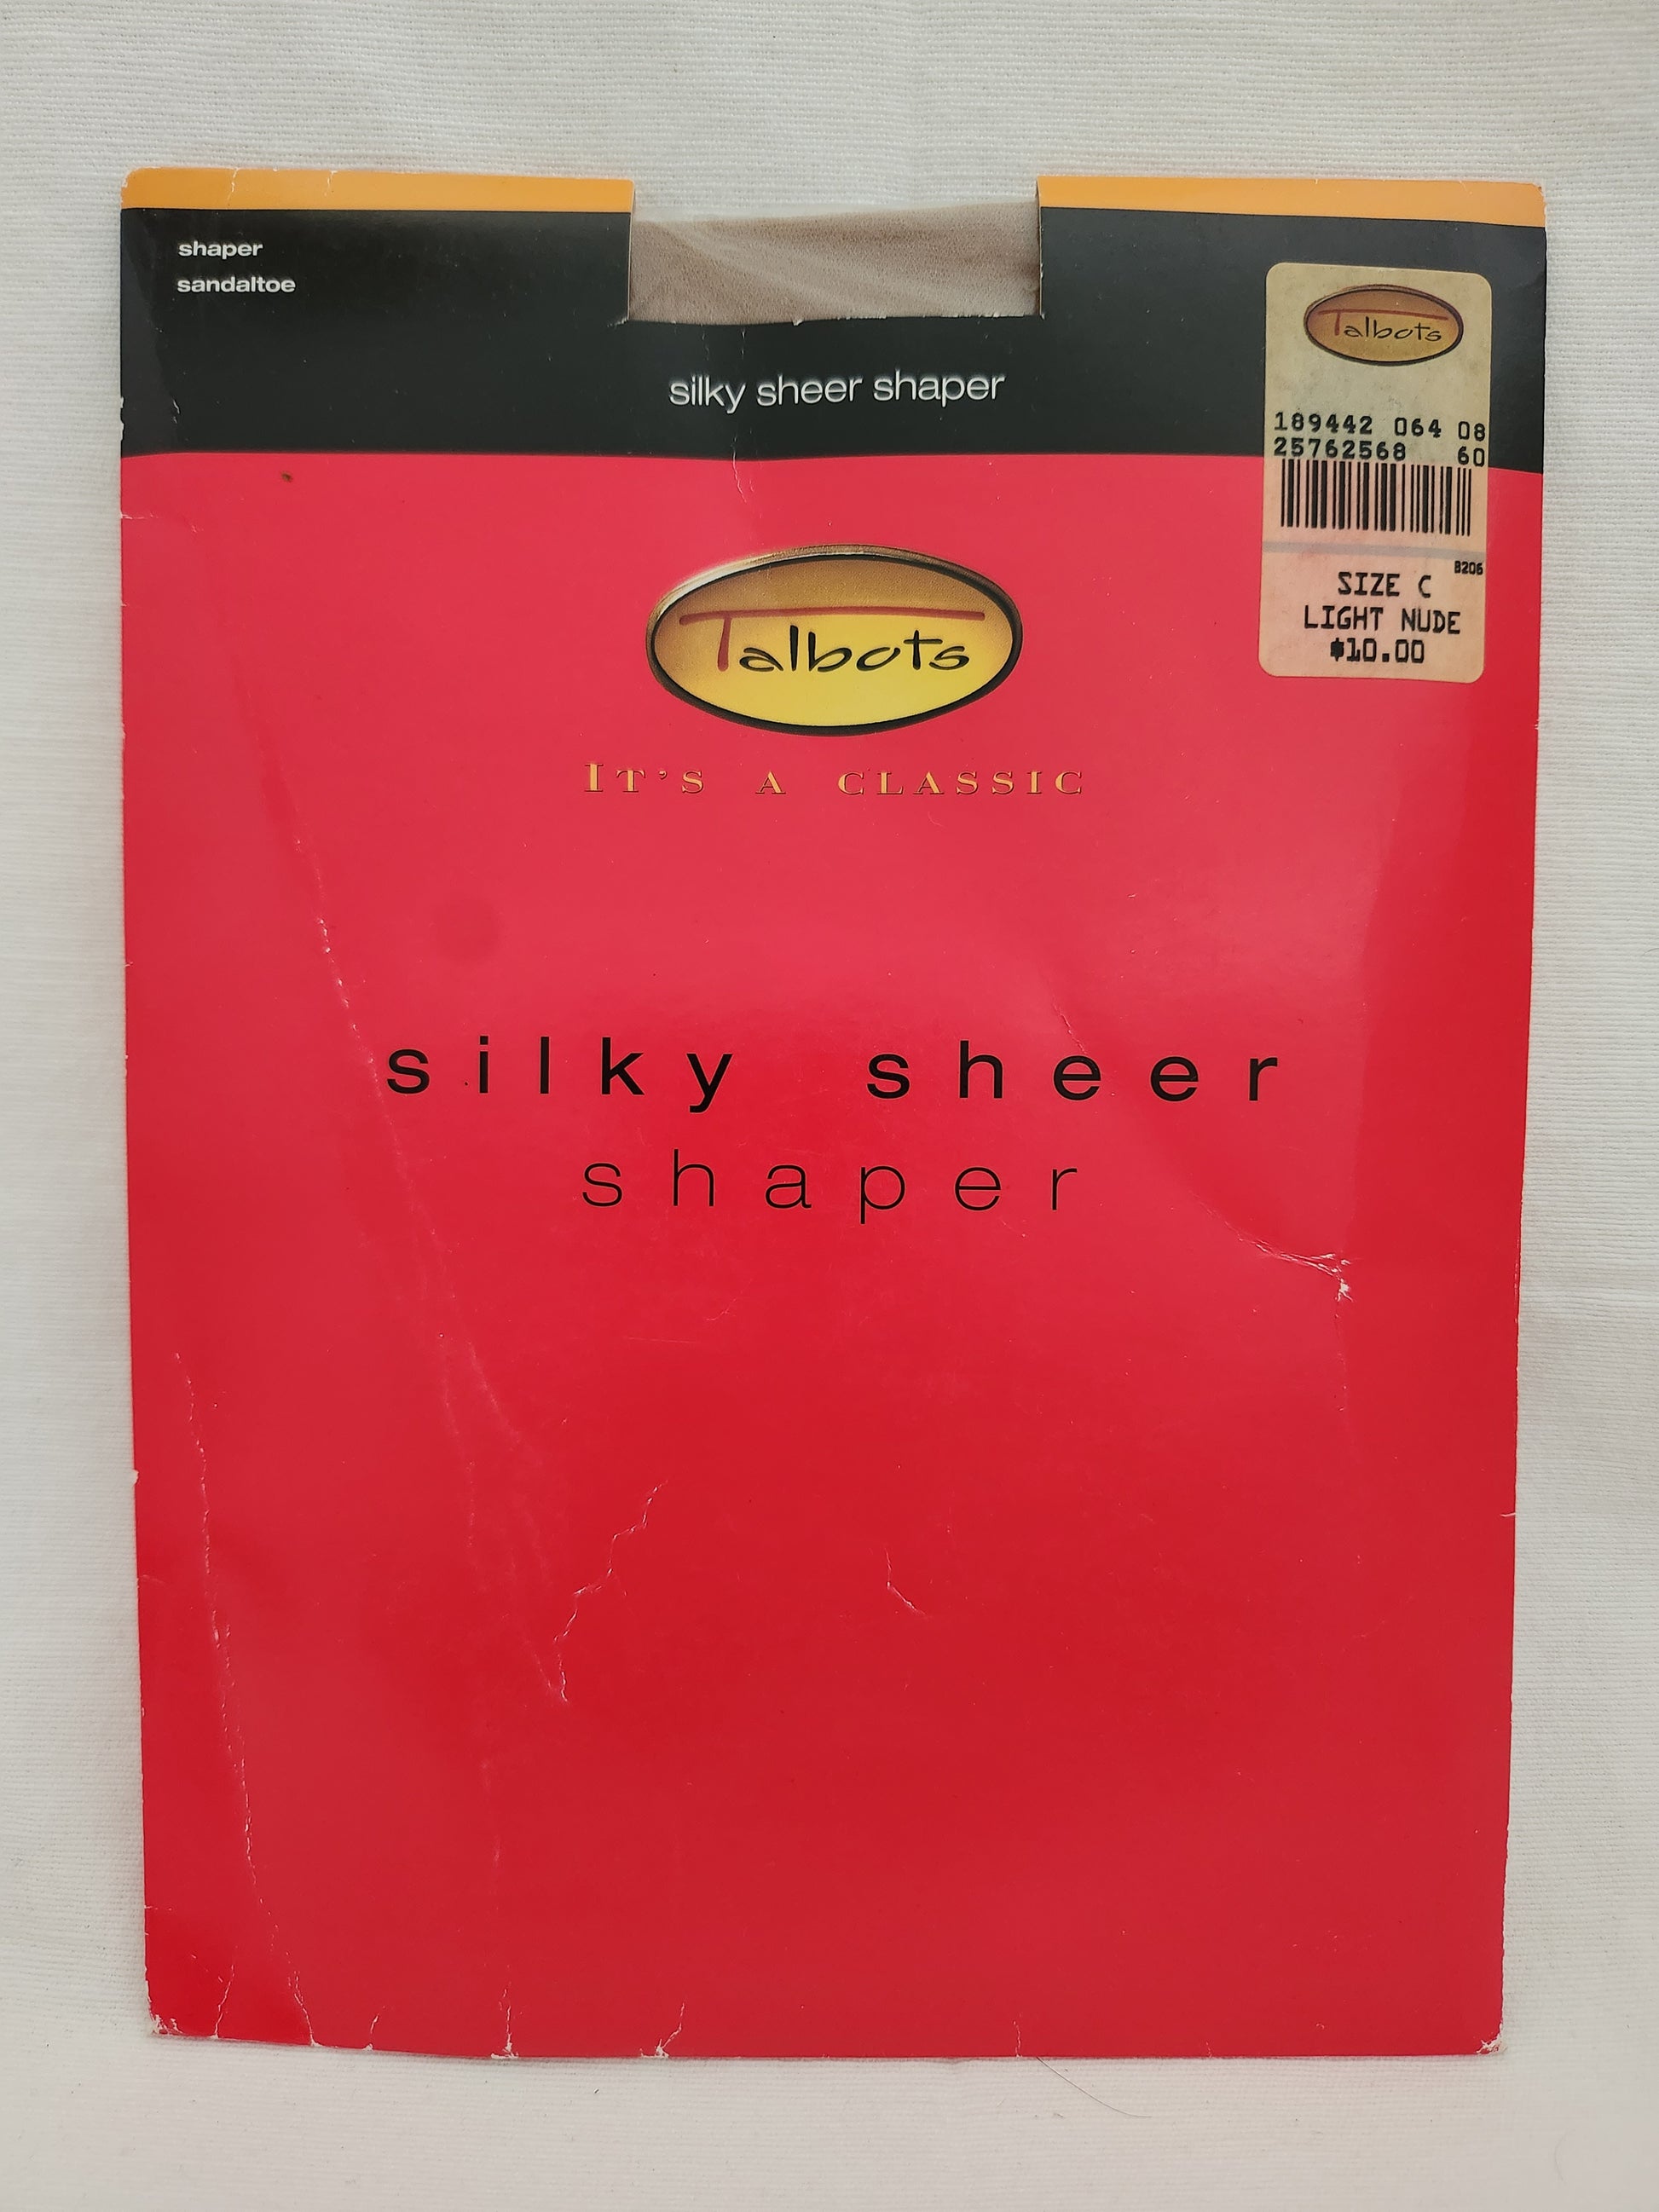 shaper
sandaltoe
silky sheer shaper
Talbots
189442 064 08
25762568 60
B206
SIZE C
LIGHT NUDE
$10.00
Talbots
IT'S A CLASSIC
silky sheer
shaper